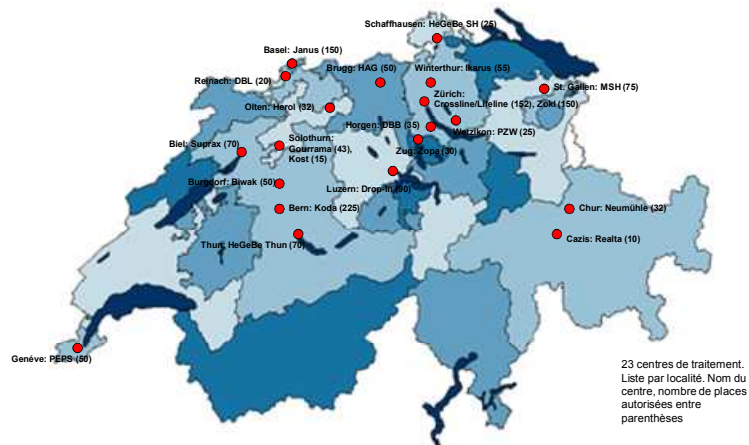 Schaffhausen: HeGeBe SH (25)
Basel: Janus (150)
Brugg: HAG (50)
Winterthur: Ikarus (55)
Reinach: DBL (20)
St. Gallen: MSH (75)
Zürich:
Crossline/Lifeline (152), Zokl (150)
Olten: Herol (32)
Horgen: DBB (35)
Wetzikon: PZW (25)
Solothurn:
Gourrama (43),
Kost (15)
Biel: Suprax (70)
Zug: Zopa (30)
Burgdorf: Biwak (50)
Luzern: Drop-In (90)
Bern: Koda (225)
Chur: Neumühle (32)
Thun: HeGeBe Thun (70)
Cazis: Realta (10)
Genéve: PEPS (50)
23 centres de traitement.
Liste par localité. Nom du
centre, nombre de places
autorisées entre
parenthèses